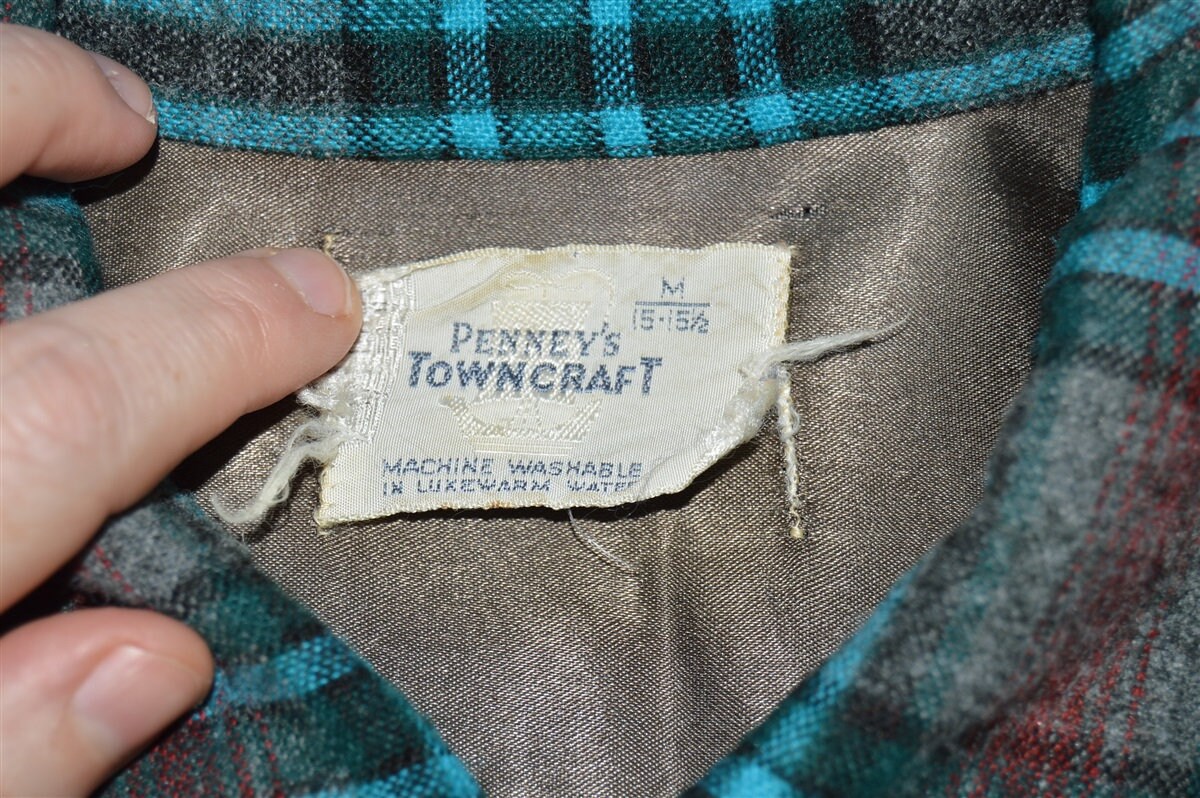 M
15-15½
PENNEY'S
TOWNCRAFT
MACHINE WASHABLE
IN LUKEWARM WATER